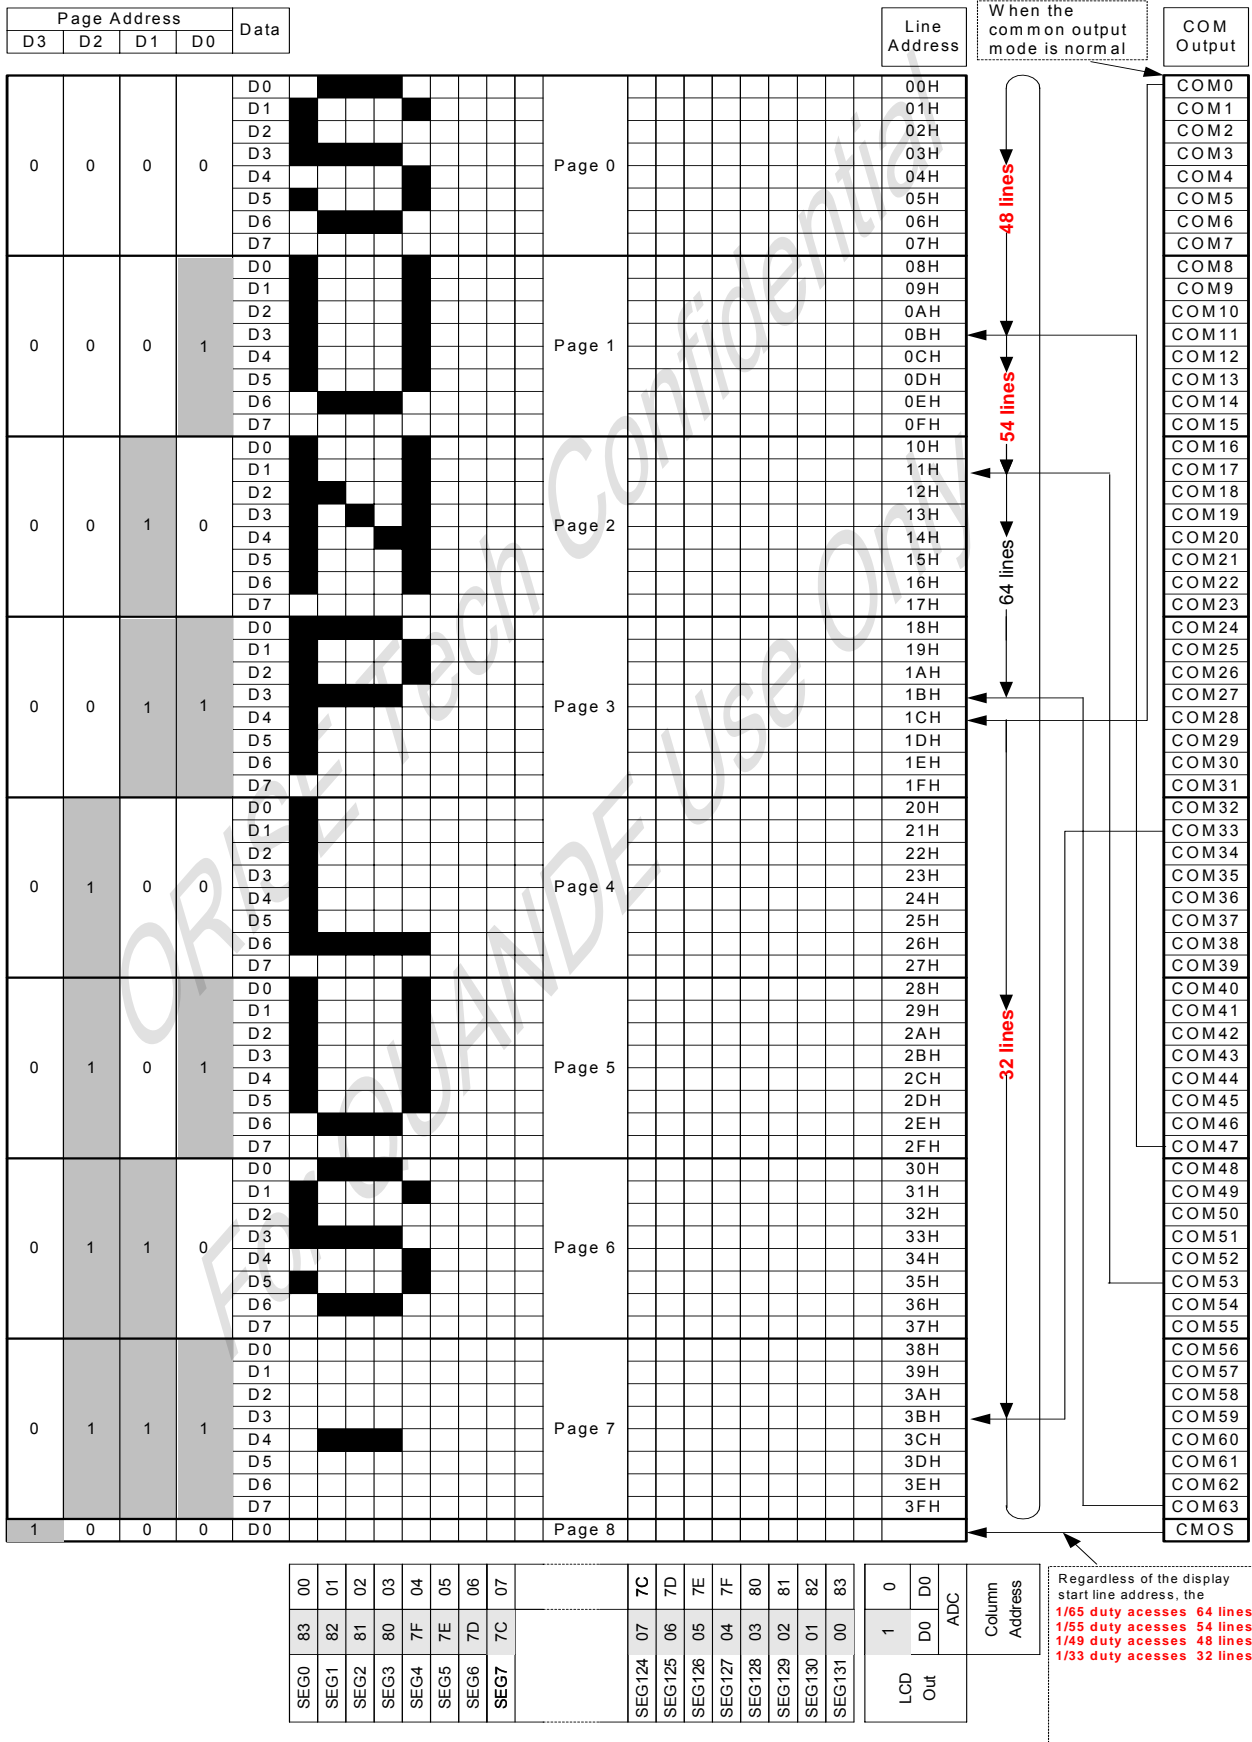 Page Address
D3 D2 D1 D0 Data
Line Address
When the common output mode is normal
COM Output
D0 00H COM0
D1 01H COM1
D2 02H COM2
0 0 0 0 D3 Page 0 03H COM3
D4 04H COM4
D5 05H COM5
D6 06H COM6
D7 07H COM7
48 lines
D0 08H COM8
D1 09H COM9
D2 0AH COM10
0 0 0 1 D3 Page 1 0BH COM11
D4 0CH COM12
D5 0DH COM13
D6 0EH COM14
D7 0FH COM15
54 lines
D0 10H COM16
D1 11H COM17
D2 12H COM18
0 0 1 0 D3 Page 2 13H COM19
D4 14H COM20
D5 15H COM21
D6 16H COM22
D7 17H COM23
64 lines
D0 18H COM24
D1 19H COM25
D2 1AH COM26
0 0 1 1 D3 Page 3 1BH COM27
D4 1CH COM28
D5 1DH COM29
D6 1EH COM30
D7 1FH COM31
D0 20H COM32
D1 21H COM33
D2 22H COM34
0 1 0 0 D3 Page 4 23H COM35
D4 24H COM36
D5 25H COM37
D6 26H COM38
D7 27H COM39
D0 28H COM40
D1 29H COM41
D2 2AH COM42
0 1 0 1 D3 Page 5 2BH COM43
D4 2CH COM44
D5 2DH COM45
D6 2EH COM46
D7 2FH COM47
32 lines
D0 30H COM48
D1 31H COM49
D2 32H COM50
0 1 1 0 D3 Page 6 33H COM51
D4 34H COM52
D5 35H COM53
D6 36H COM54
D7 37H COM55
D0 38H COM56
D1 39H COM57
D2 3AH COM58
0 1 1 1 D3 Page 7 3BH COM59
D4 3CH COM60
D5 3DH COM61
D6 3EH COM62
D7 3FH COM63
1 0 0 0 D0 Page 8 CMOS
ORISE Tech Confidential
For OUANDE Use Only
00 01 02 03 04 05 06 07 7C 7D 7E 7F 80 81 82 83 0 D0
83 82 81 80 7F 7E 7D 7C 07 06 05 04 03 02 01 00 1 D0
ADC
Column Address
SEG0 SEG1 SEG2 SEG3 SEG4 SEG5 SEG6 SEG7 SEG124 SEG125 SEG126 SEG127 SEG128 SEG129 SEG130 SEG131
LCD Out
Regardless of the display
start line address, the
1/65 duty acesses 64 lines
1/55 duty acesses 54 lines
1/49 duty acesses 48 lines
1/33 duty acesses 32 lines